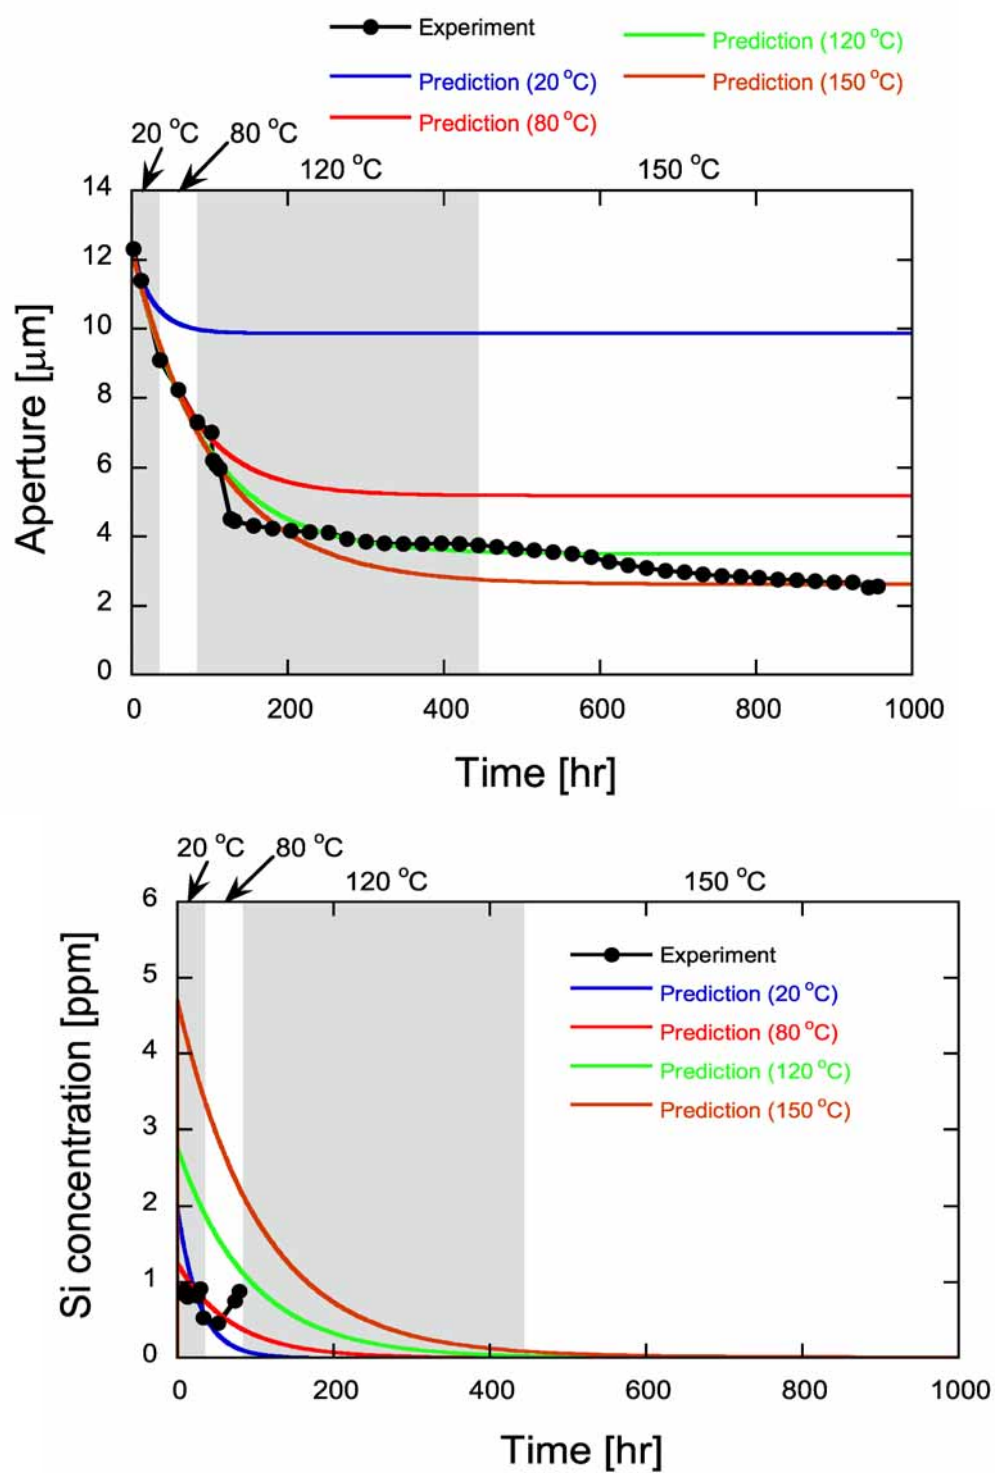 Experiment
Prediction (120 °C)
Prediction (20 °C)
Prediction (150 °C)
Prediction (80 °C)
20 °C
80 °C
120 °C
150 °C
14
12
10
8
6
4
2
0
Aperture [μm]
0 200 400 600 800 1000
Time [hr]
20 °C
80 °C
120 °C
150 °C
6
5
4
3
2
1
0
Si concentration [ppm]
Experiment
Prediction (20 °C)
Prediction (80 °C)
Prediction (120 °C)
Prediction (150 °C)
0 200 400 600 800 1000
Time [hr]